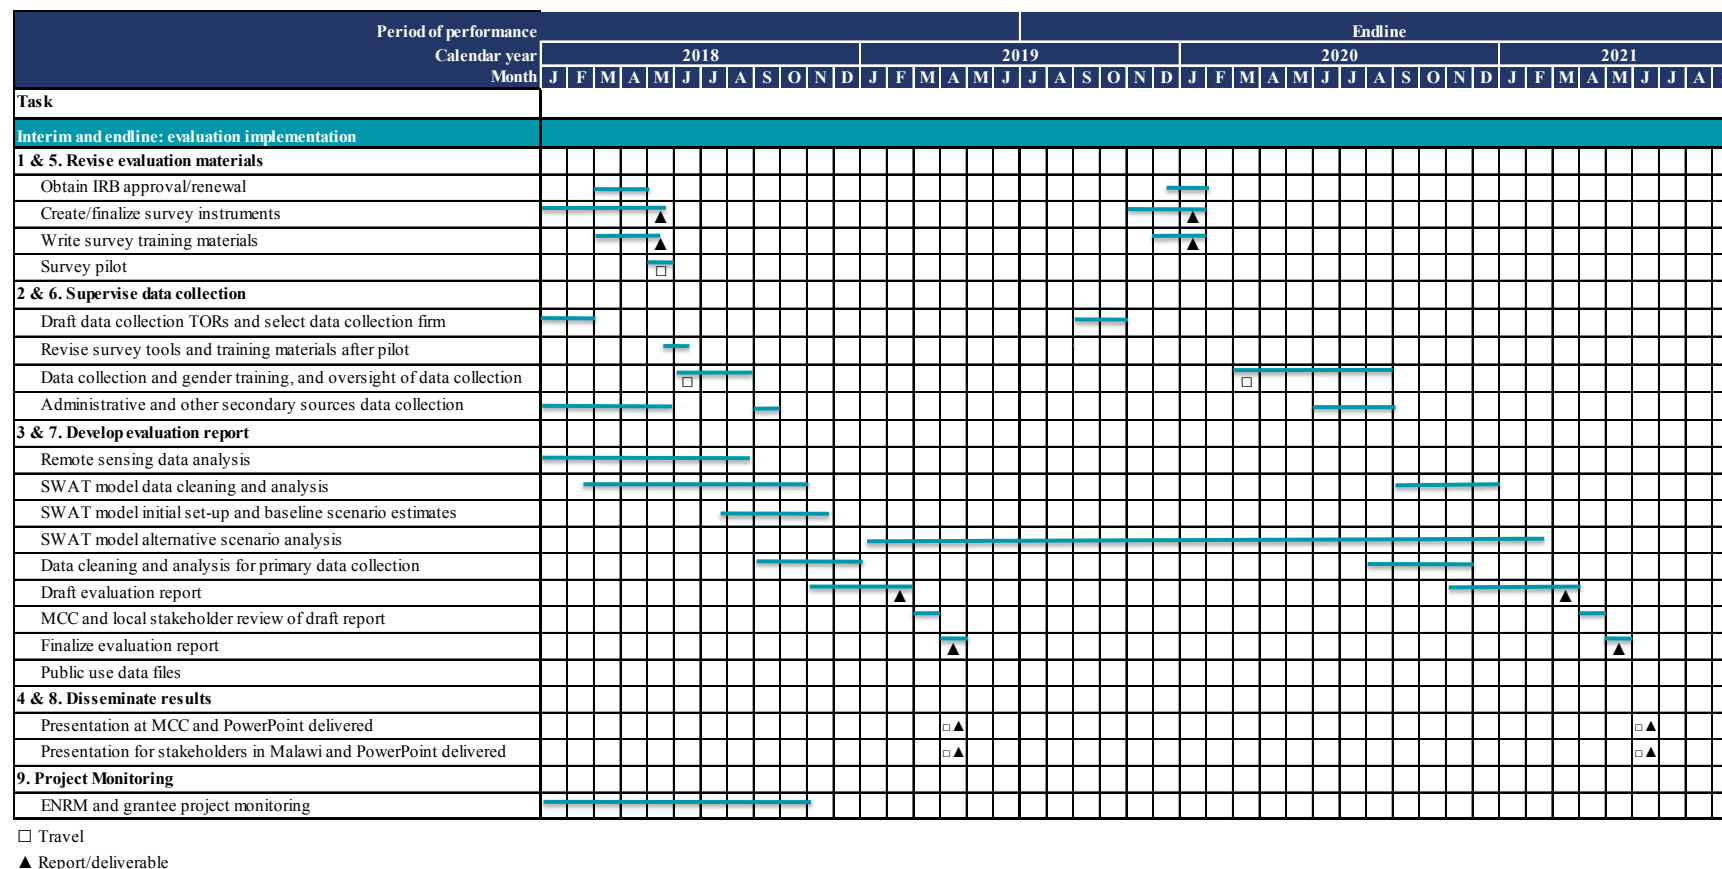 Period of performance Endline
Calendar year 2018 2019 2020 2021
Month J F M A M J J A S O N D J F M A M J J A S O N D J F M A M J J A S O N D J F M A M J J A
Task
Interim and endline: evaluation implementation
1 & 5. Revise evaluation materials
Obtain IRB approval/renewal
Create/finalize survey instruments
Write survey training materials
Survey pilot
2 & 6. Supervise data collection
Draft data collection TORs and select data collection firm
Revise survey tools and training materials after pilot
Data collection and gender training, and oversight of data collection
Administrative and other secondary sources data collection
3 & 7. Develop evaluation report
Remote sensing data analysis
SWAT model data cleaning and analysis
SWAT model initial set-up and baseline scenario estimates
SWAT model alternative scenario analysis
Data cleaning and analysis for primary data collection
Draft evaluation report
MCC and local stakeholder review of draft report
Finalize evaluation report
Public use data files
4 & 8. Disseminate results
Presentation at MCC and PowerPoint delivered
Presentation for stakeholders in Malawi and PowerPoint delivered
9. Project Monitoring
ENRM and grantee project monitoring
□ Travel
▲ Report/deliverable